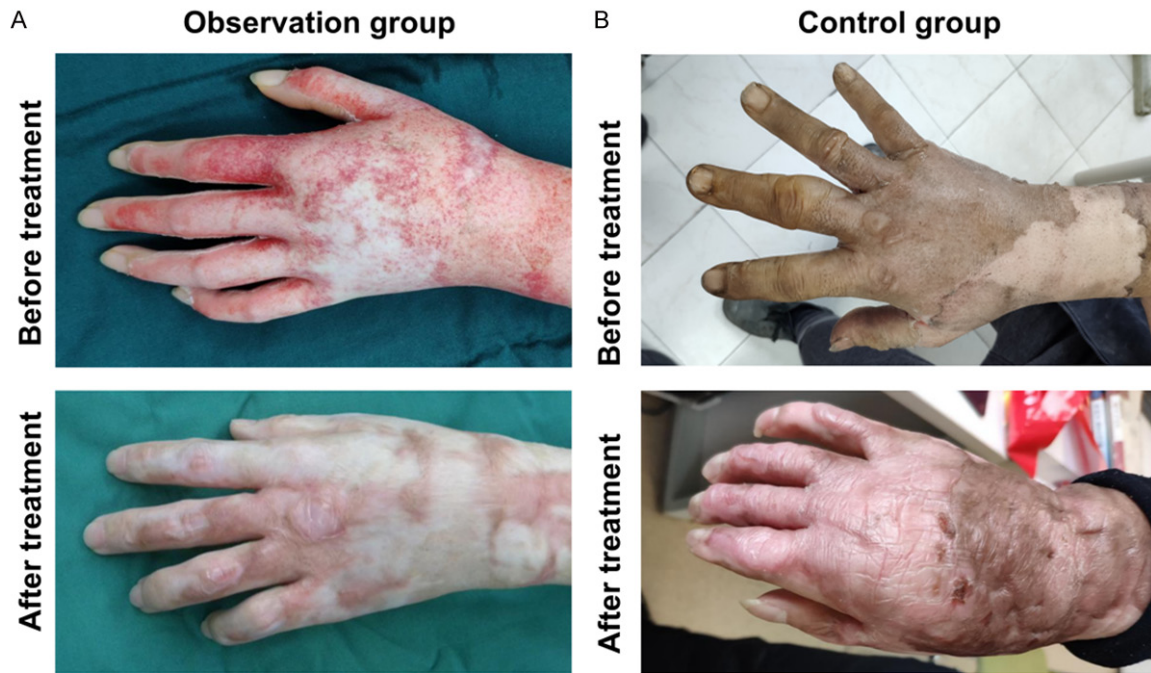 A
Observation group
B
Control group
Before treatment
Before treatment
After treatment
After treatment